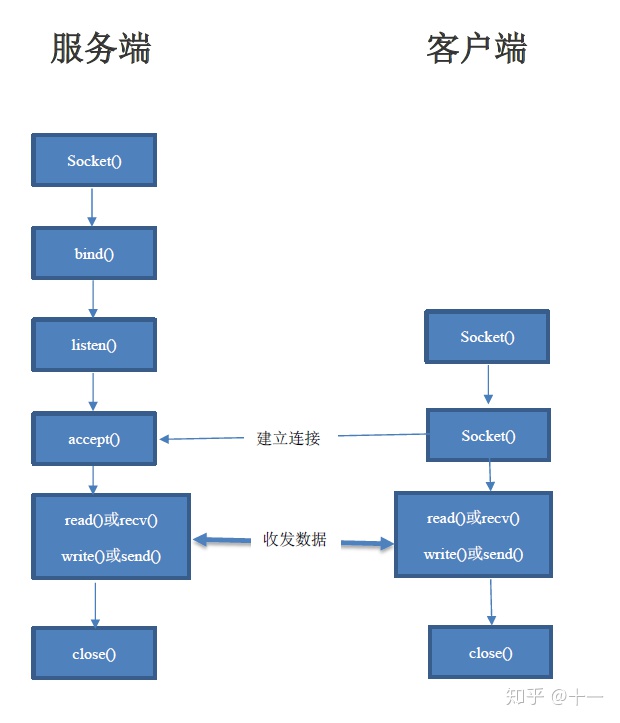 服务端
客户端
Socket()
bind()
listen()
Socket()
accept()
建立连接
Socket()
read()或recv()
write()或send()
收发数据
read()或recv()
write()或send()
close()
close()
知乎 @十一